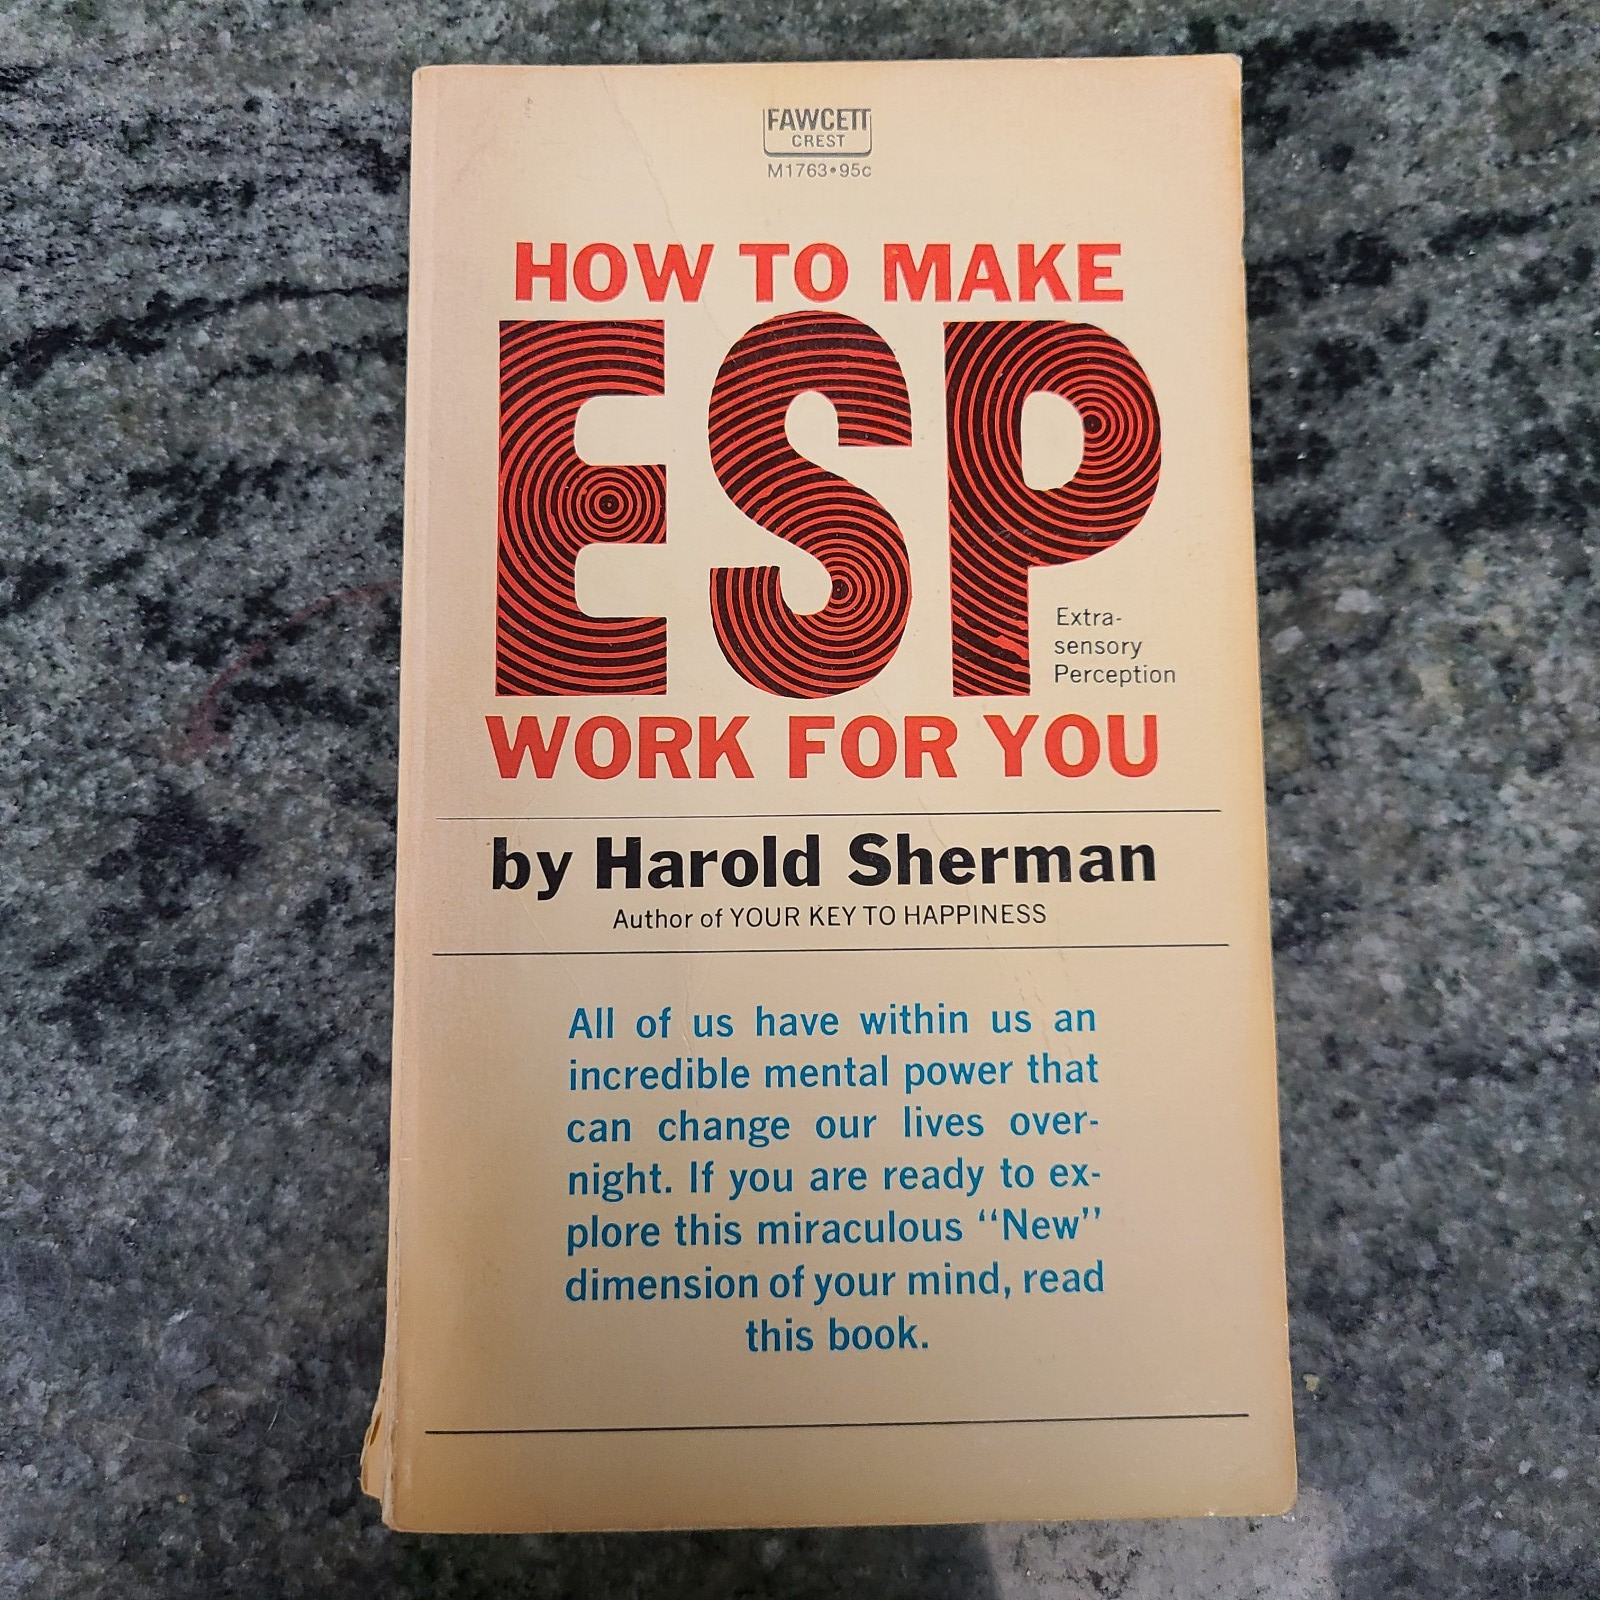 FAWCETT
CREST
M1763•95c
HOW TO MAKE
ESP
Extra-
sensory
Perception
WORK FOR YOU
by Harold Sherman
Author of YOUR KEY TO HAPPINESS
All of us have within us an
incredible mental power that
can change our lives over-
night. If you are ready to ex-
plore this miraculous “New”
dimension of your mind, read
this book.